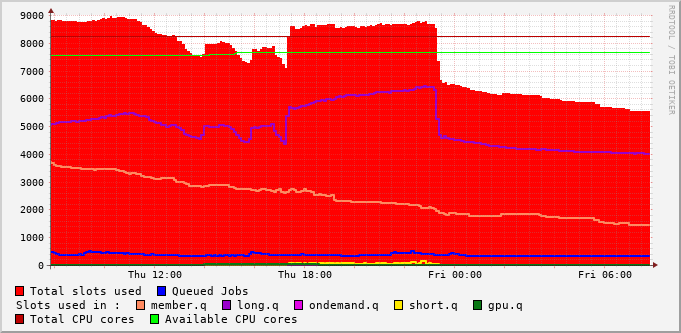 9000
8000
7000
6000
5000
4000
3000
2000
1000
0
Thu 12:00 Thu 18:00 Fri 00:00 Fri 06:00
RRDTOOL / TOBI OETIKER
Total slots used Queued Jobs
Slots used in : member.q long.q ondemand.q short.q gpu.q
Total CPU cores Available CPU cores